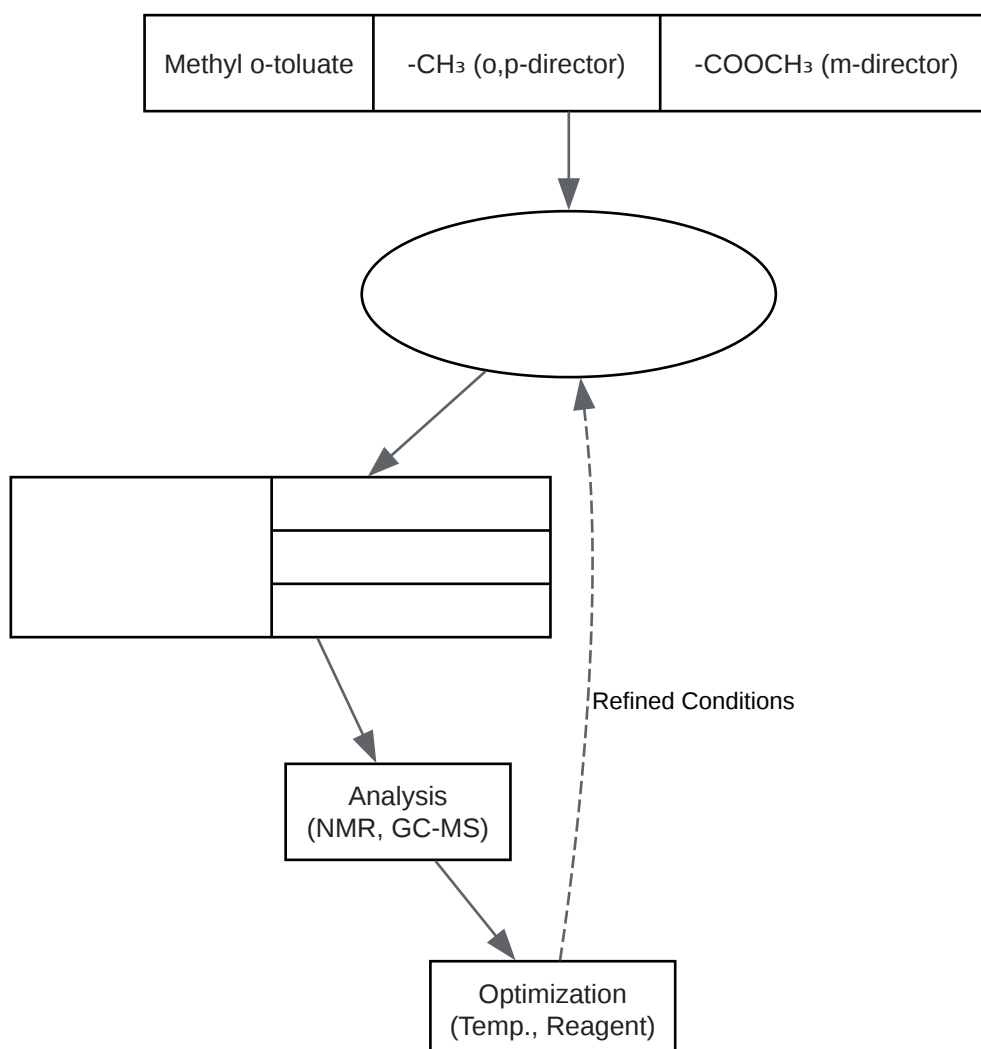 Methyl o-toluate
-CH₃ (o,p-director)
-COOCH₃ (m-director)
Refined Conditions
Analysis
(NMR, GC-MS)
Optimization
(Temp., Reagent)